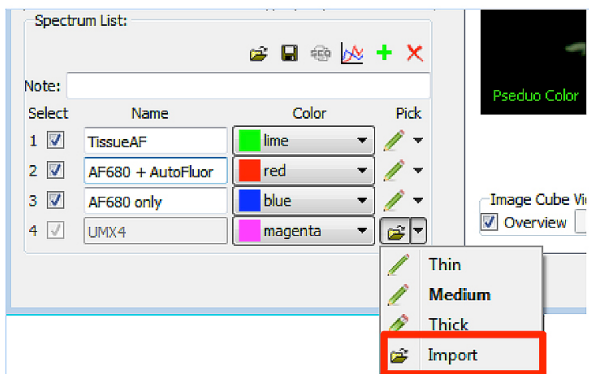 Spectrum List:
Note:
Pseduo Color
Select Name Color Pick
1 TissueAF lime
2 AF680 + AutoFluor red
3 AF680 only blue
4 UMX4 magenta
Image Cube Vi
Overview
Thin
Medium
Thick
Import